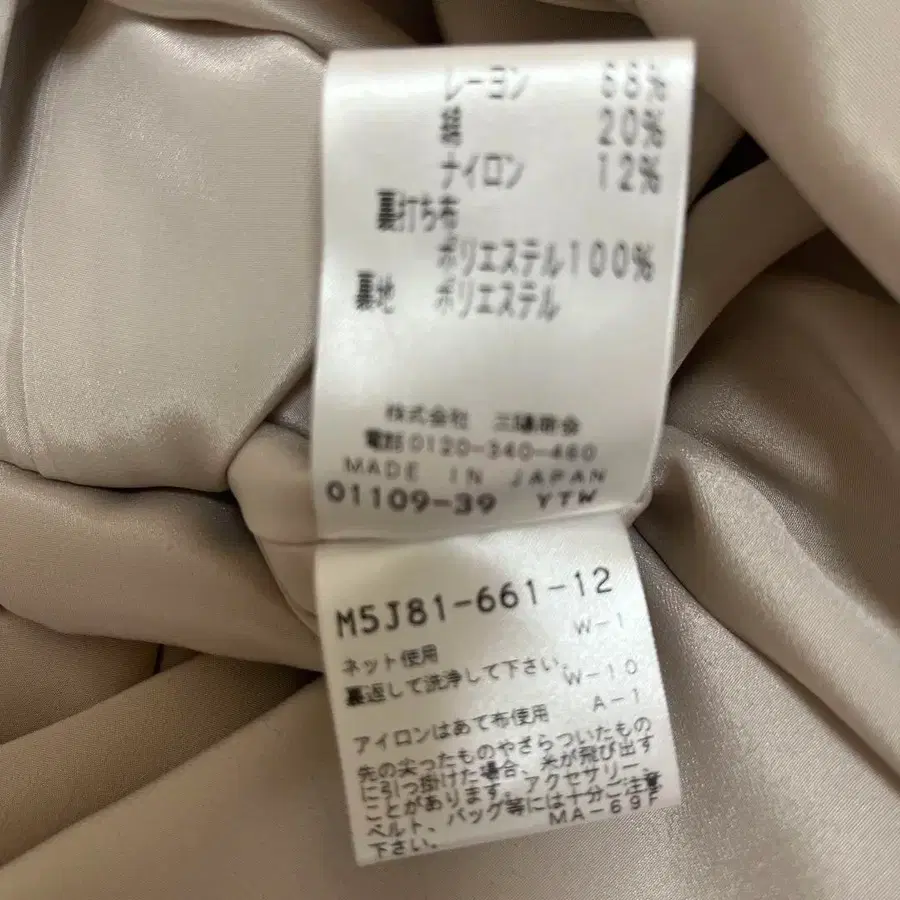 レーヨン 68%
20%
ナイロン 12%
裏打ち布
ポリエステル100%
裏地 ポリエステル
株式会社 三陽商会
電話0120-340-460
MADE IN JAPAN
01109-39 YTW
M5J81-661-12
W-1
ネット使用
W-10
裏返して洗浄して下さい。
A-1
アイロンはあて布使用
先の尖ったものやざらついたもの
に引っ掛けた場合、糸が飛び出す
ことがあります。アクセサリー、
ベルト、バッグ等には十分ご注意
下さい。
MA-69F